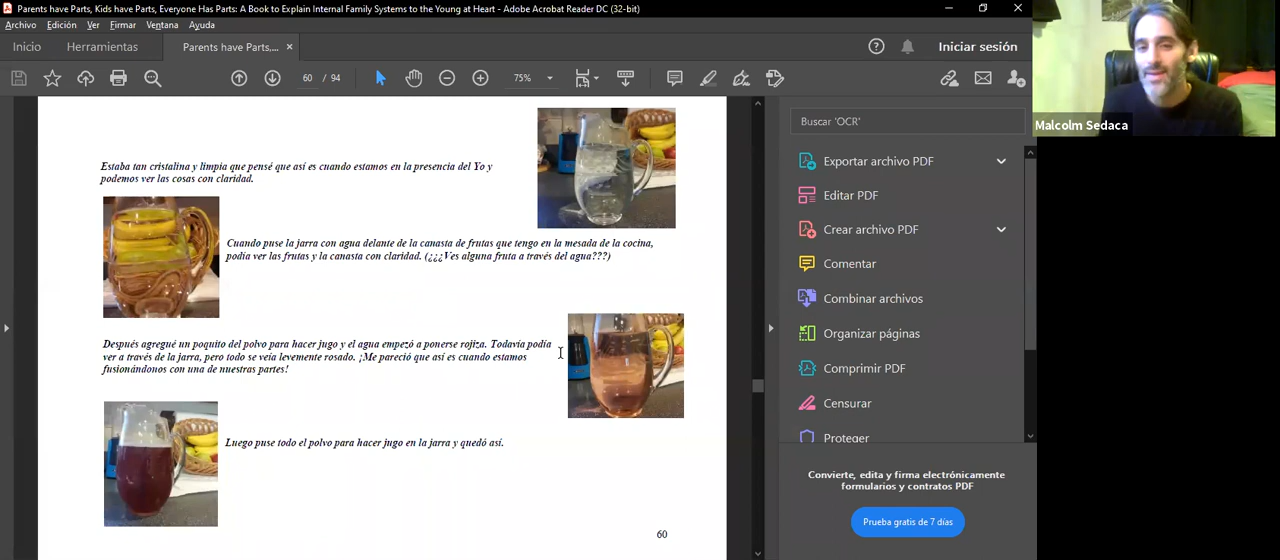 Parents have Parts, Kids have Parts, Everyone Has Parts: A Book to Explain Internal Family Systems to the Young at Heart - Adobe Acrobat Reader DC (32-bit)
Archivo Edición Ver Firmar Ventana Ayuda
Inicio Herramientas Parents have Parts,... × Iniciar sesión
60 / 94 75%
Malcolm Sedaca
Estaba tan cristalina y limpia que pensé que así es cuando estamos en la presencia del Yo y
podemos ver las cosas con claridad.
Cuando puse la jarra con agua delante de la canasta de frutas que tengo en la mesada de la cocina,
podía ver las frutas y la canasta con claridad. (¿¿¿Ves alguna fruta a través del agua???)
Después agregué un poquito del polvo para hacer jugo y el agua empezó a ponerse rojiza. Todavía podía
ver a través de la jarra, pero todo se veía levemente rosado. ¡Me pareció que así es cuando estamos
fusionándonos con una de nuestras partes!
Luego puse todo el polvo para hacer jugo en la jarra y quedó así.
60
Buscar 'OCR'
Exportar archivo PDF
Editar PDF
Crear archivo PDF
Comentar
Combinar archivos
Organizar páginas
Comprimir PDF
Censurar
Proteger
Convierte, edita y firma electrónicamente
formularios y contratos PDF
Prueba gratis de 7 días